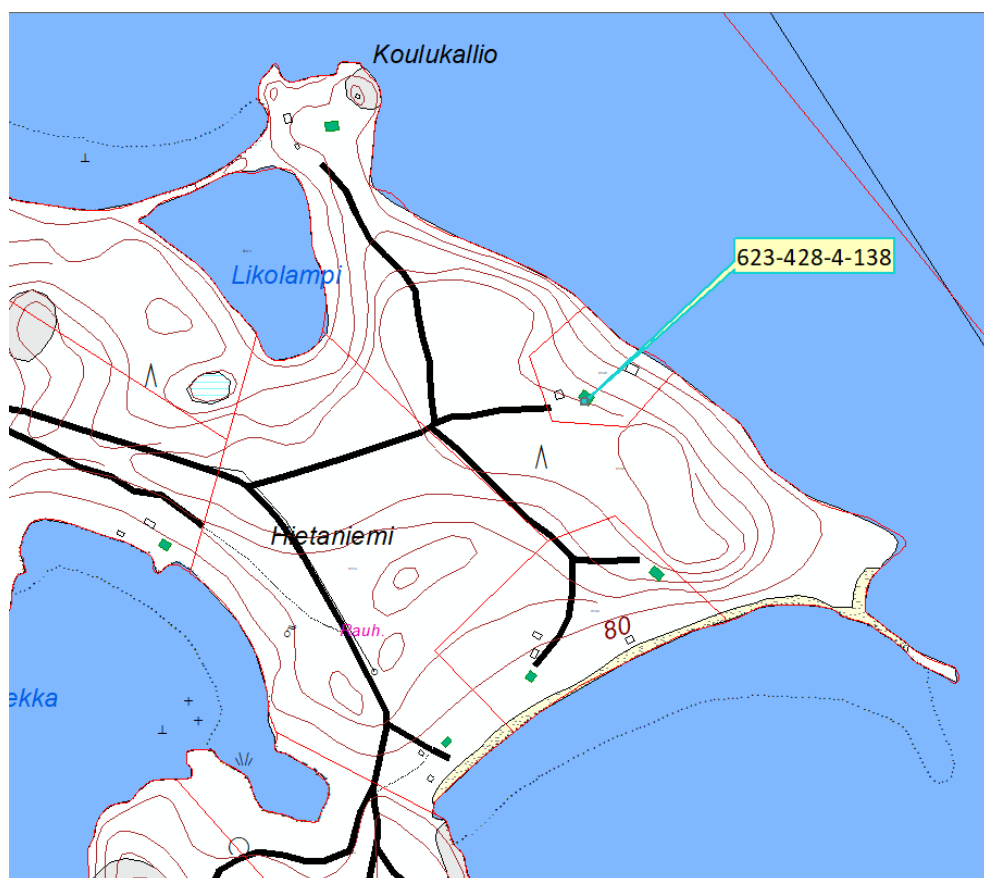 Koulukallio
623-428-4-138
Likolampi
Hietaniemi
Rauh.
80
ekka